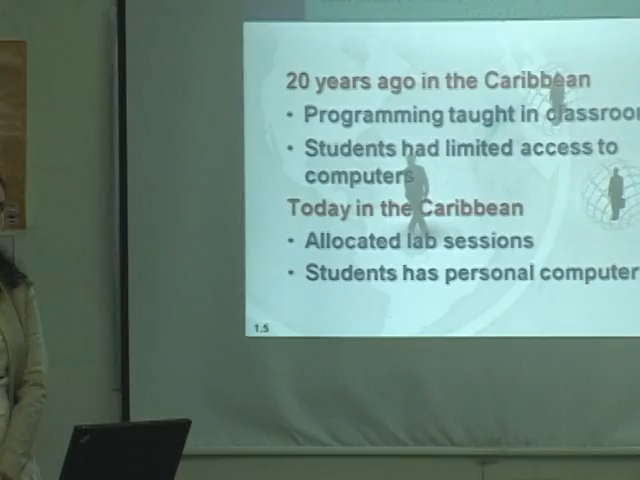 20 years ago in the Caribbean
• Programming taught in classroo
• Students had limited access to
computers
Today in the Caribbean
• Allocated lab sessions
• Students has personal computer
1.5